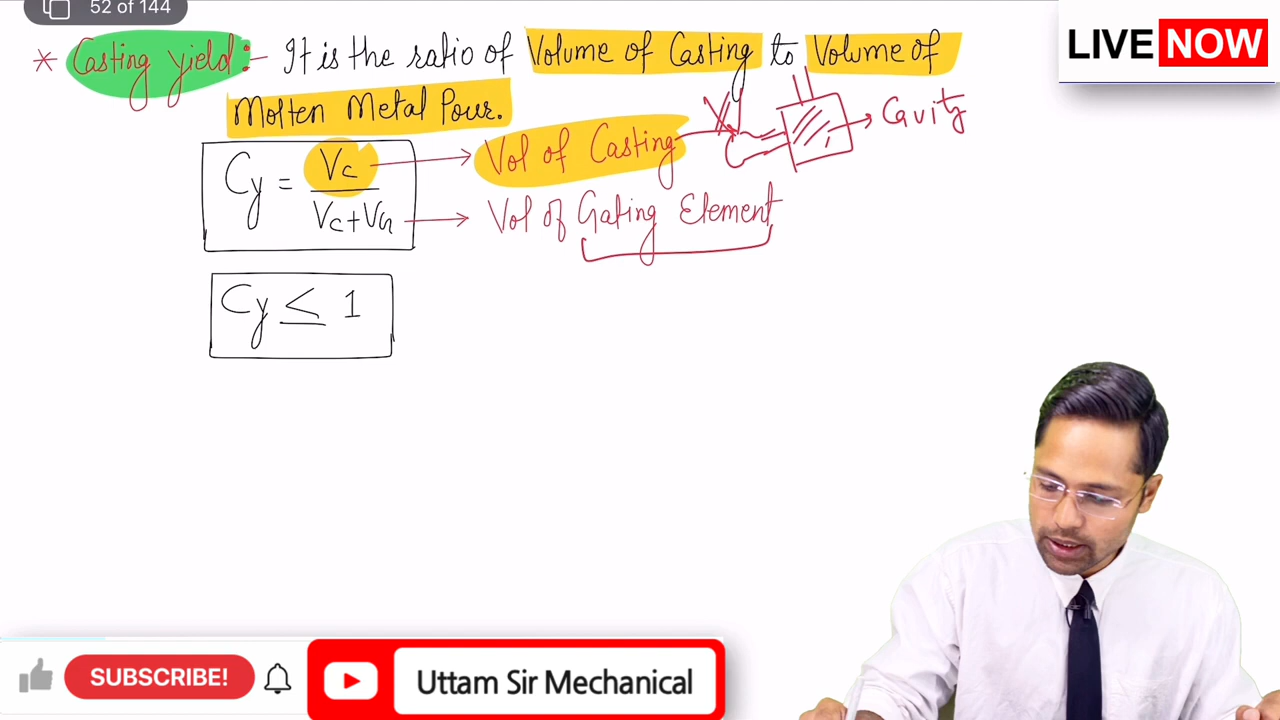 52 of 144
LIVE NOW
* Casting yield :- It is the ratio of Volume of Casting to Volume of
Molten Metal Pour.
Cy = Vc / Vc+VG
Vol of Casting
Cavity
Vol of Gating Element
Cy ≤ 1
SUBSCRIBE!
Uttam Sir Mechanical